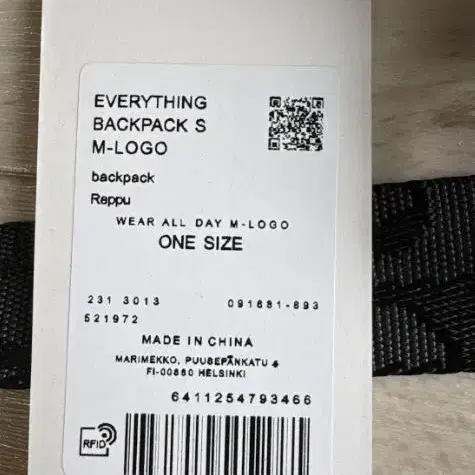 EVERYTHING
BACKPACK S
M-LOGO
backpack
Reppu
WEAR ALL DAY M-LOGO
ONE SIZE
231 3013 091681-893
521972
MADE IN CHINA
MARIMEKKO, PUUSEPÄNKATU 4
FI-00880 HELSINKI
6411254793466
RFID